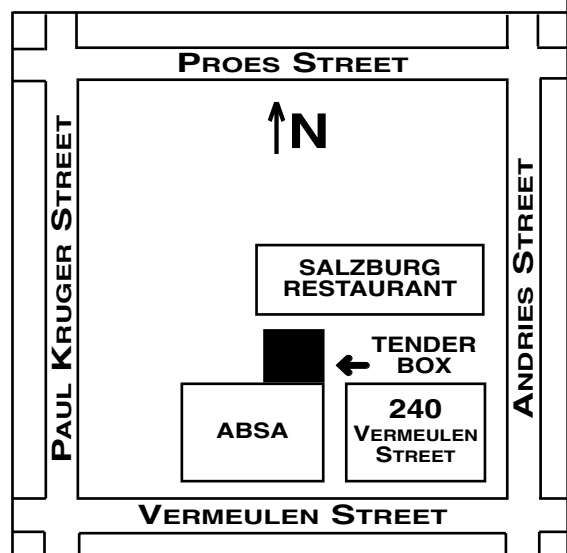 PROES STREET
N
PAUL KRUGER STREET
ANDRIES STREET
SALZBURG
RESTAURANT
TENDER
BOX
ABSA
240
VERMEULEN
STREET
VERMEULEN STREET